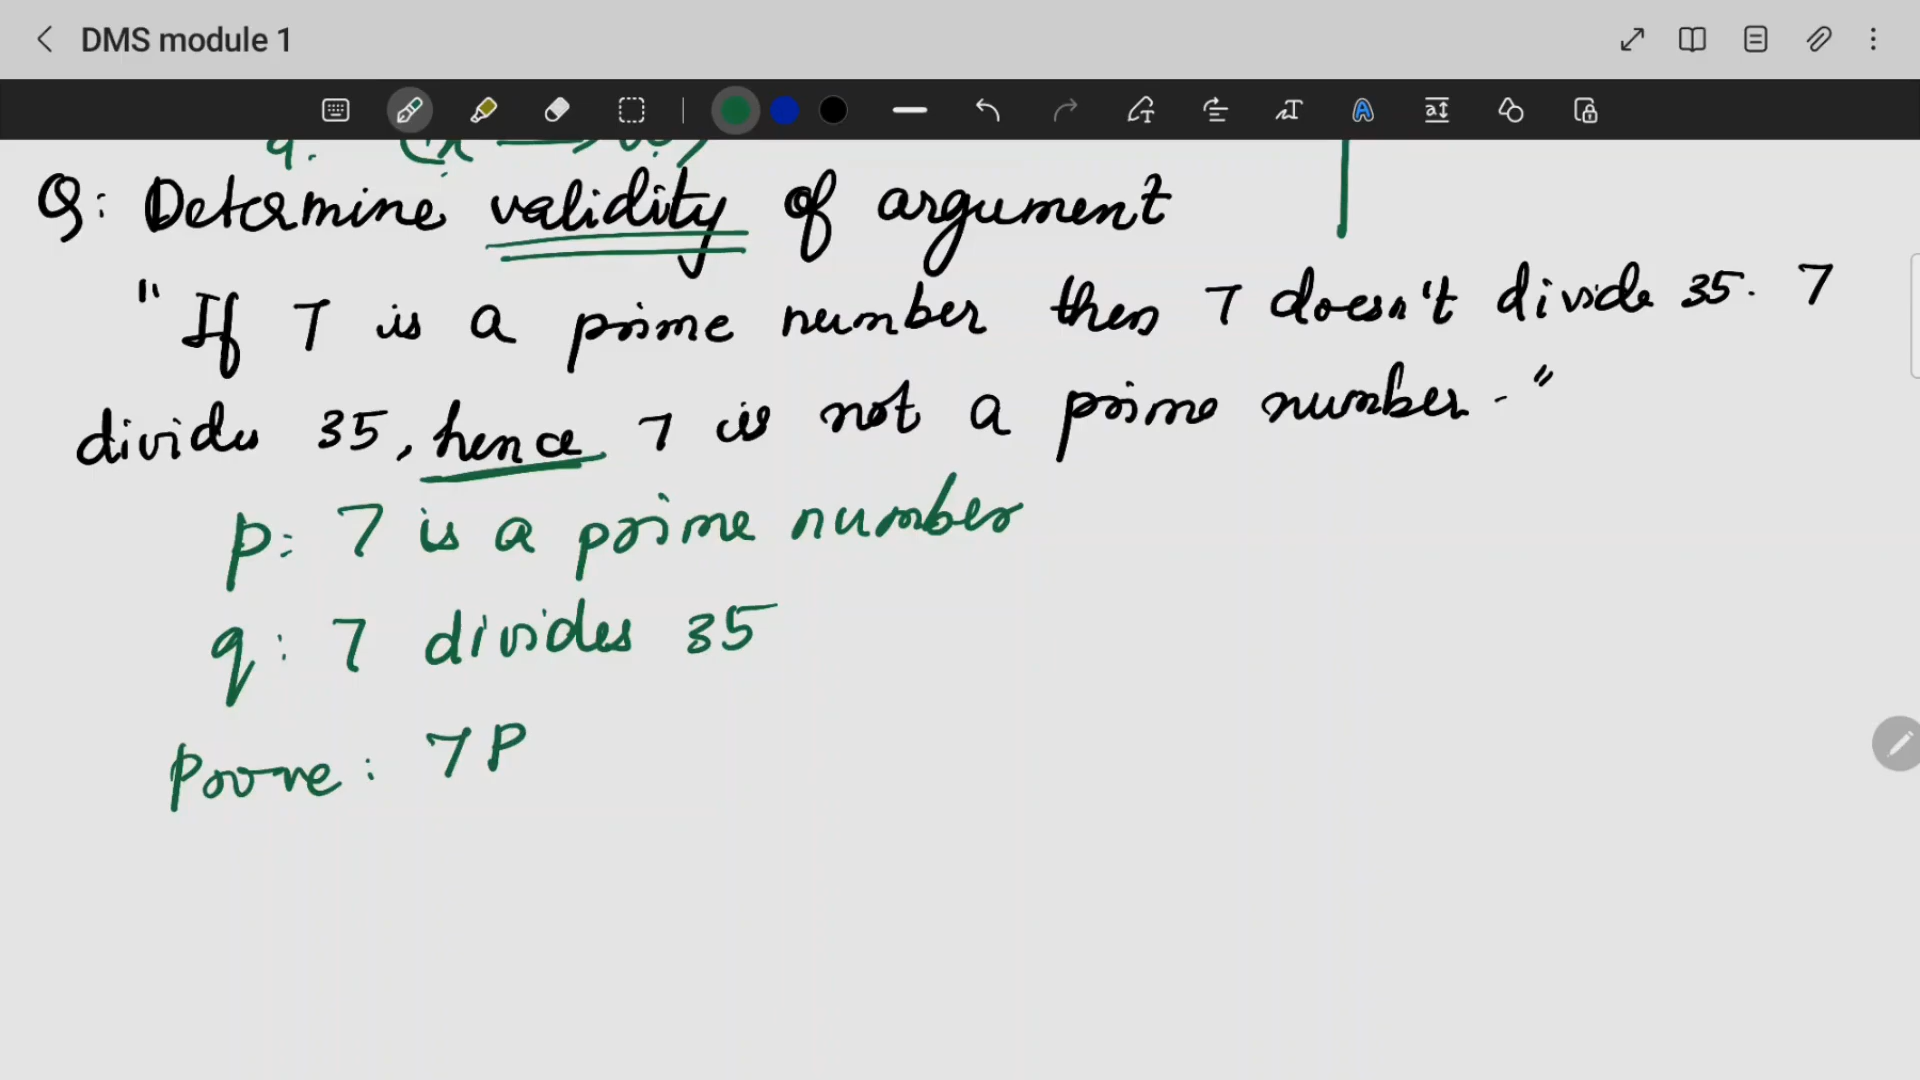 DMS module 1
Q: Determine validity of argument
" If 7 is a prime number then 7 doesn't divide 35. 7
divides 35, hence 7 is not a prime number. "
p: 7 is a prime number
q: 7 divides 35
Prove: ¬P